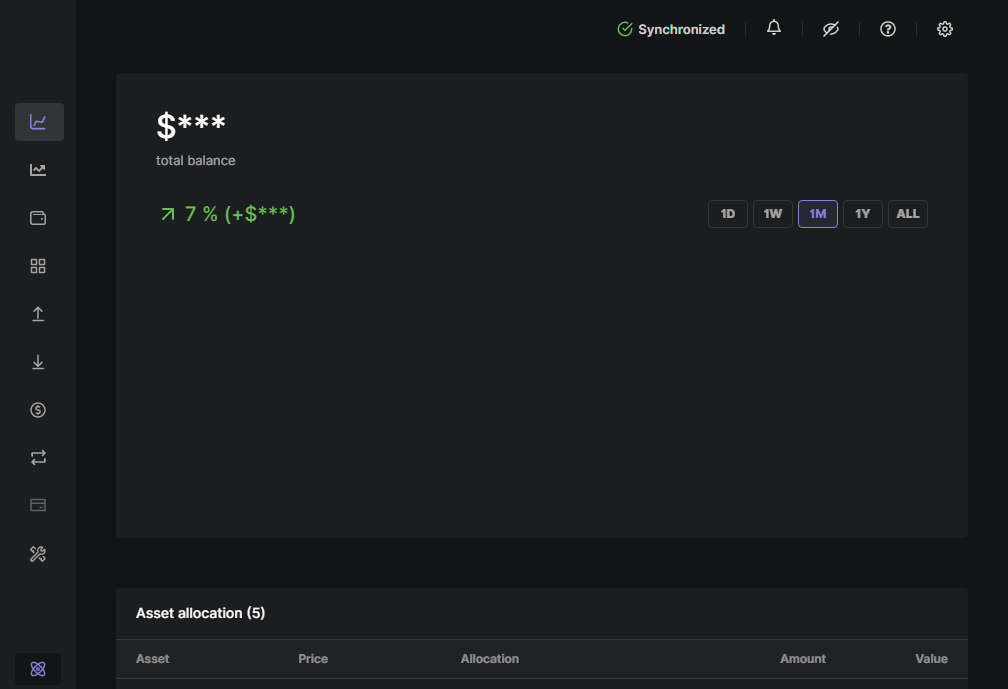 Synchronized
$***
total balance
7 % (+$***)
1D 1W 1M 1Y ALL
Asset allocation (5)
Asset Price Allocation Amount Value